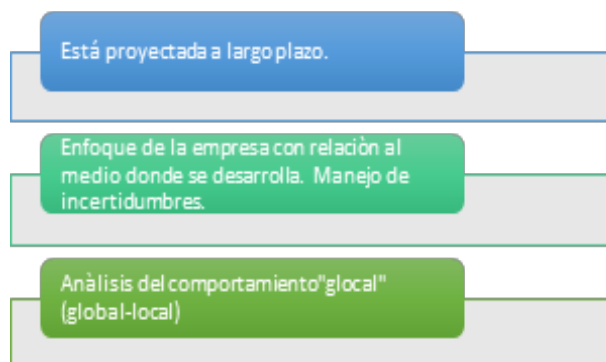 Está proyectada a largo plazo.
Enfoque de la empresa con relaciòn al
medio donde se desarrolla. Manejo de
incertidumbres.
Anàlisis del comportamiento"glocal"
(global-local)